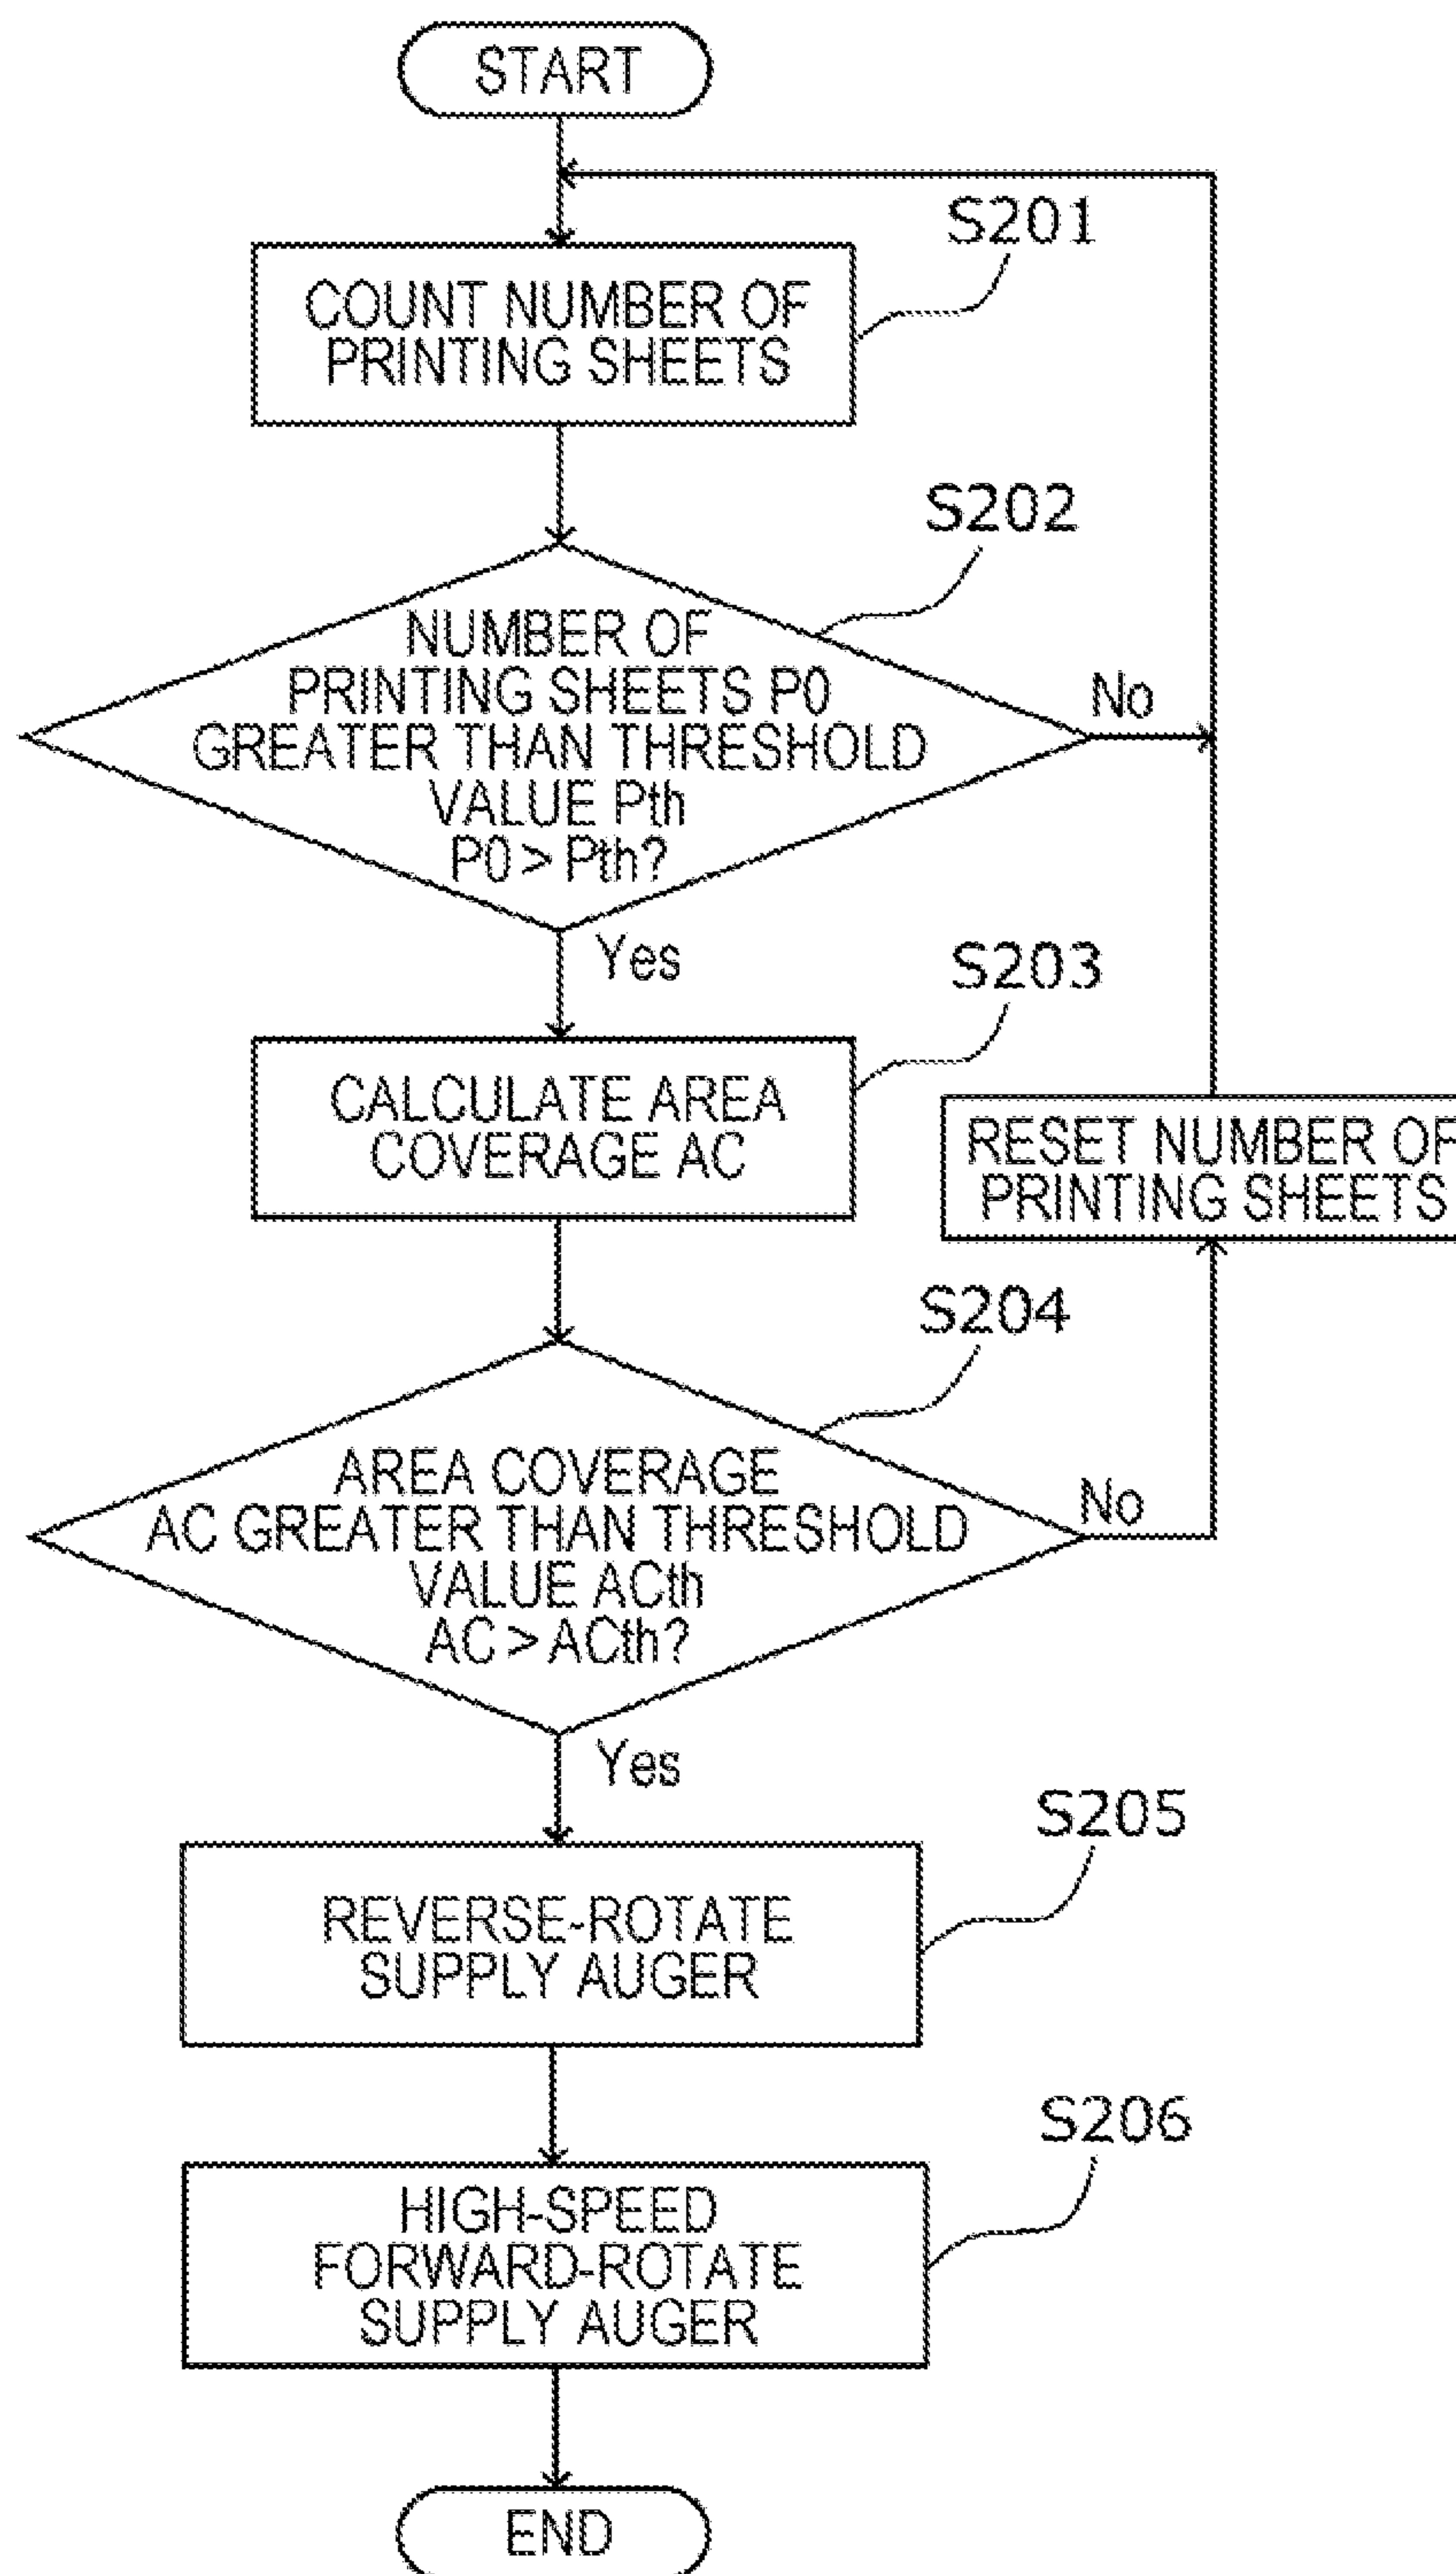 START
S201
COUNT NUMBER OF
PRINTING SHEETS
S202
NUMBER OF
PRINTING SHEETS P0
GREATER THAN THRESHOLD
VALUE Pth
P0 > Pth?
No
Yes
S203
CALCULATE AREA
COVERAGE AC
RESET NUMBER OF
PRINTING SHEETS
S204
AREA COVERAGE
AC GREATER THAN THRESHOLD
VALUE ACth
AC > ACth?
No
Yes
S205
REVERSE-ROTATE
SUPPLY AUGER
S206
HIGH-SPEED
FORWARD-ROTATE
SUPPLY AUGER
END